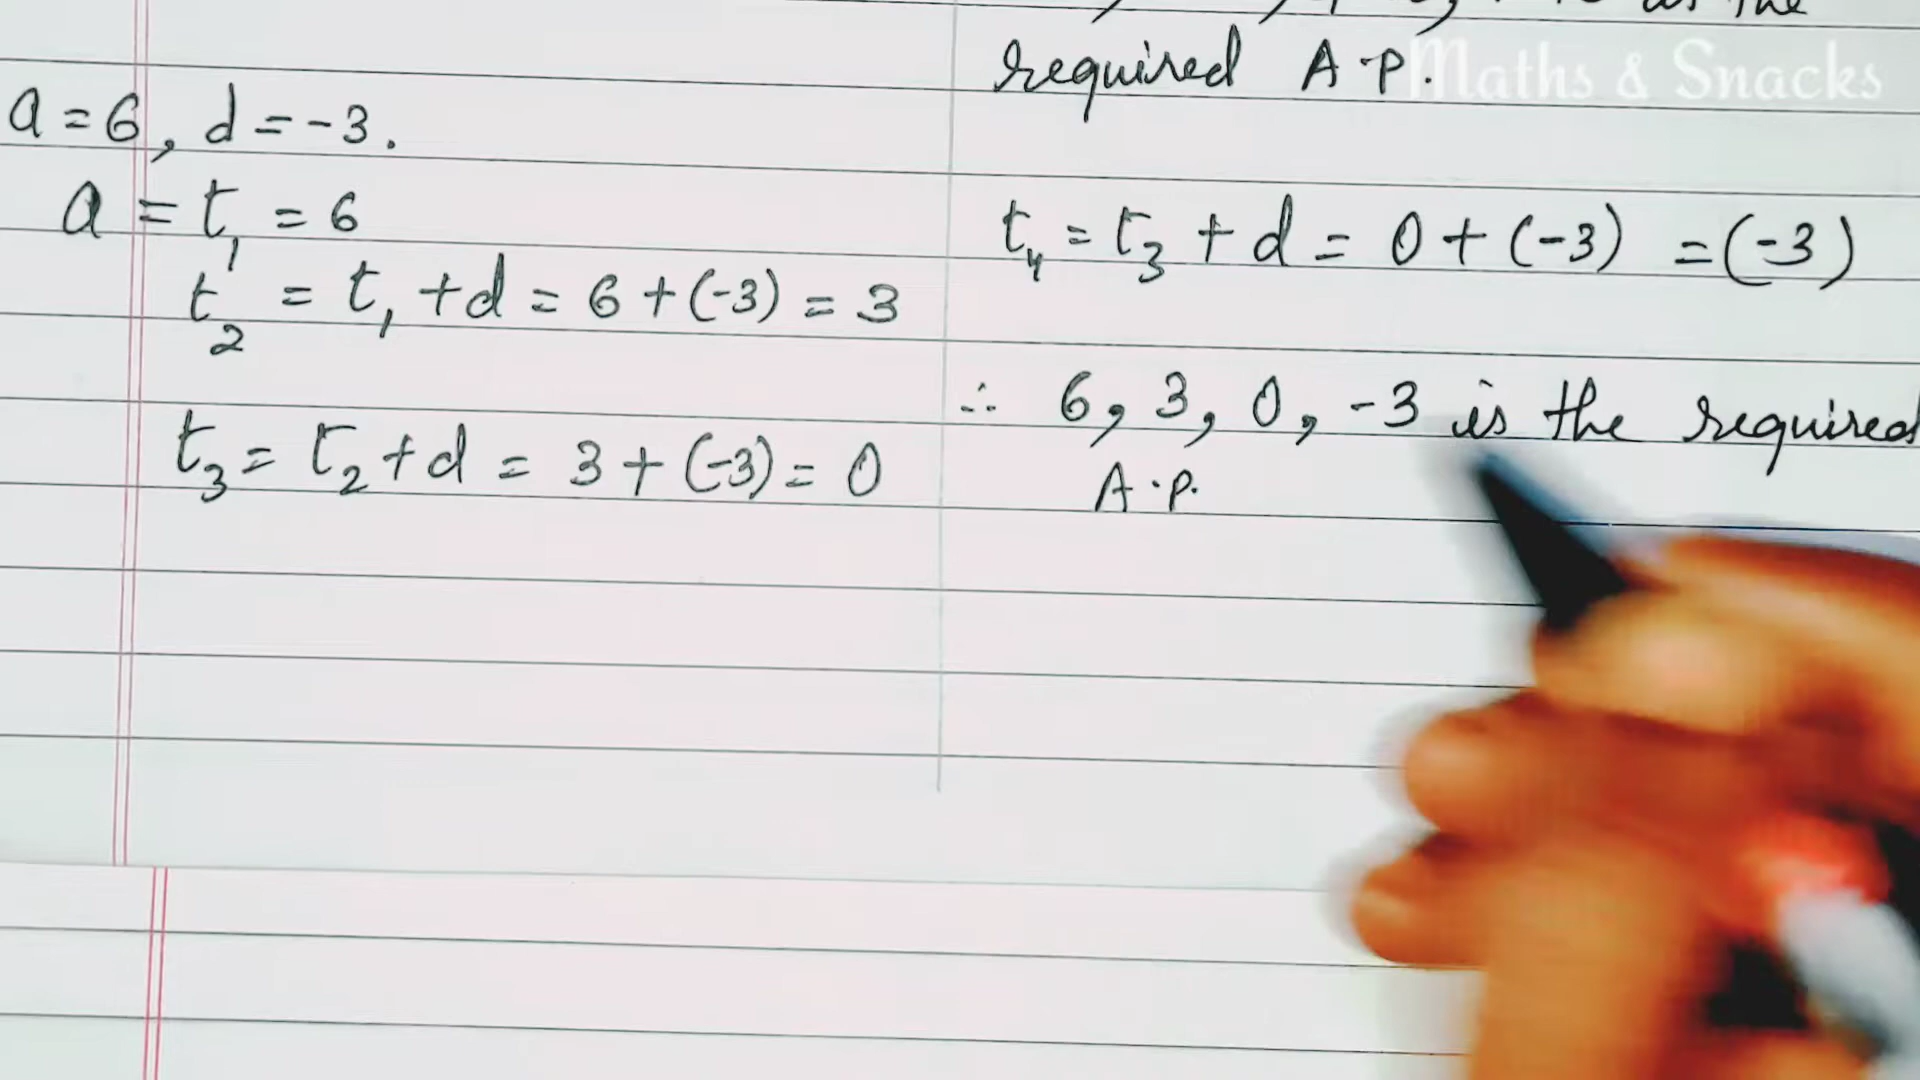 a = 6, d = -3.
a = t1 = 6
t2 = t1 + d = 6 + (-3) = 3
t3 = t2 + d = 3 + (-3) = 0
the
required A.P.
Maths & Snacks
t4 = t3 + d = 0 + (-3) = (-3)
∴ 6, 3, 0, -3 is the required
A.P.